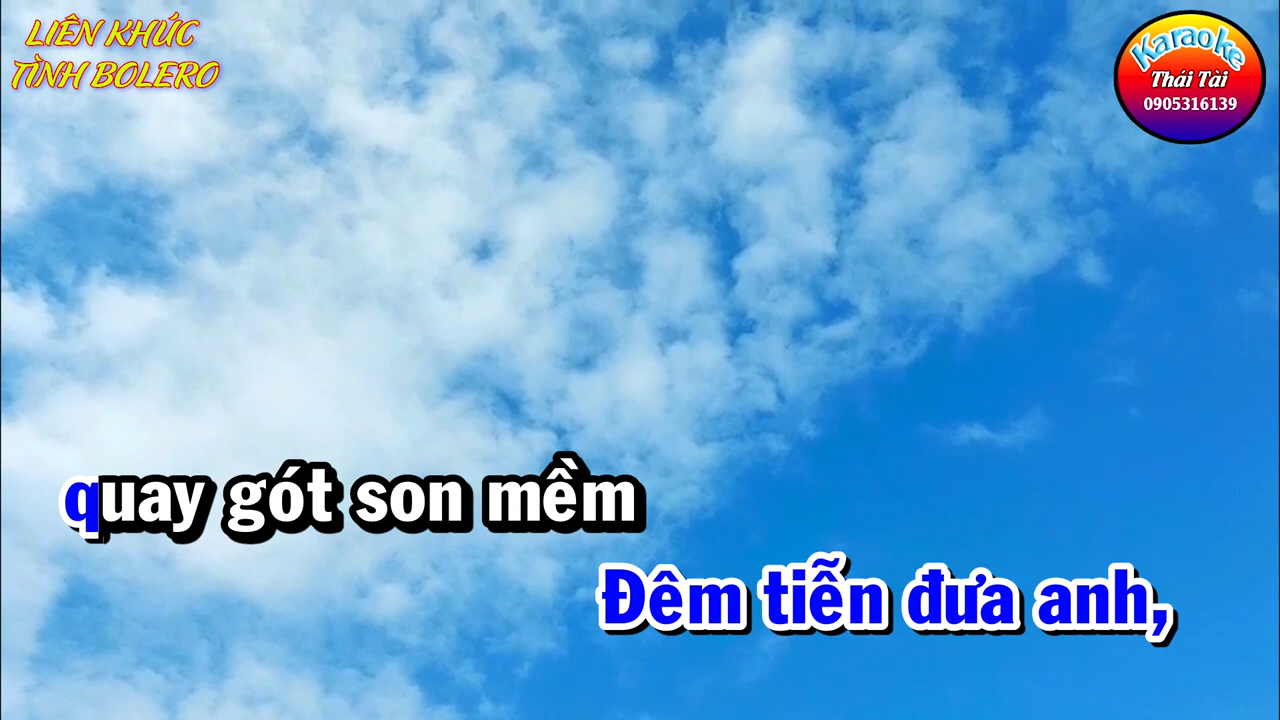 LIÊN KHÚC
TÌNH BOLERO
Karaoke
Thái Tài
0905316139
quay gót son mềm
Đêm tiễn đưa anh,